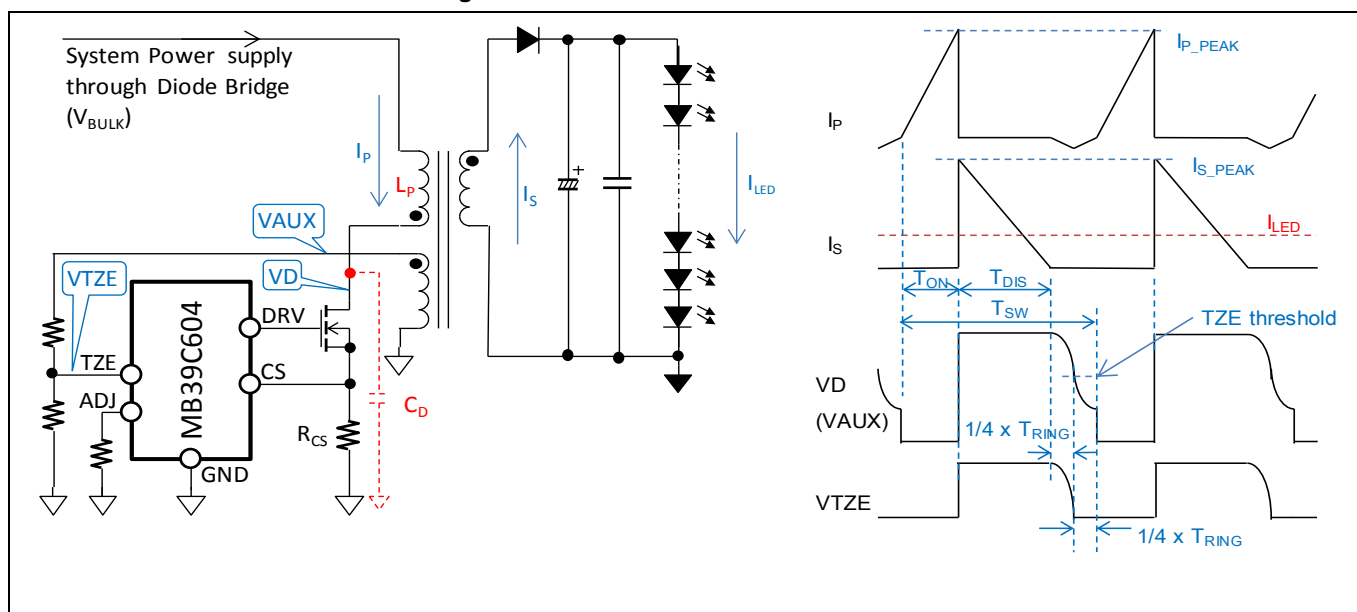 System Power supply
through Diode Bridge
(VBULK)
IP
LP
IS
+
ILED
VAUX
VD
VTZE
DRV
TZE
CS
ADJ
MB39C604
CD
RCS
GND
IP_PEAK
IP
IS_PEAK
ILED
IS
TON
TDIS
TSW
TZE threshold
VD
(VAUX)
1/4 x TRING
VTZE
1/4 x TRING